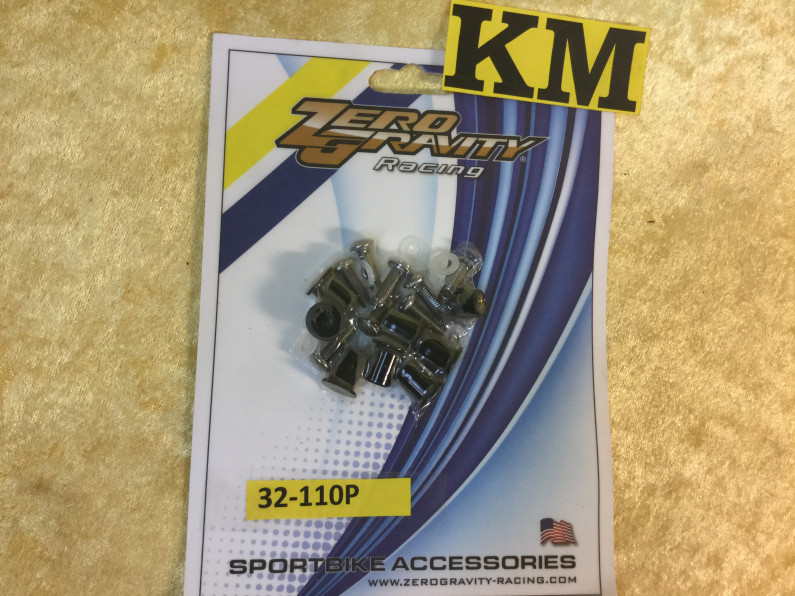 KM
ZERO
GRAVITY®
Racing
32-110P
SPORTBIKE ACCESSORIES
WWW.ZEROGRAVITY-RACING.COM